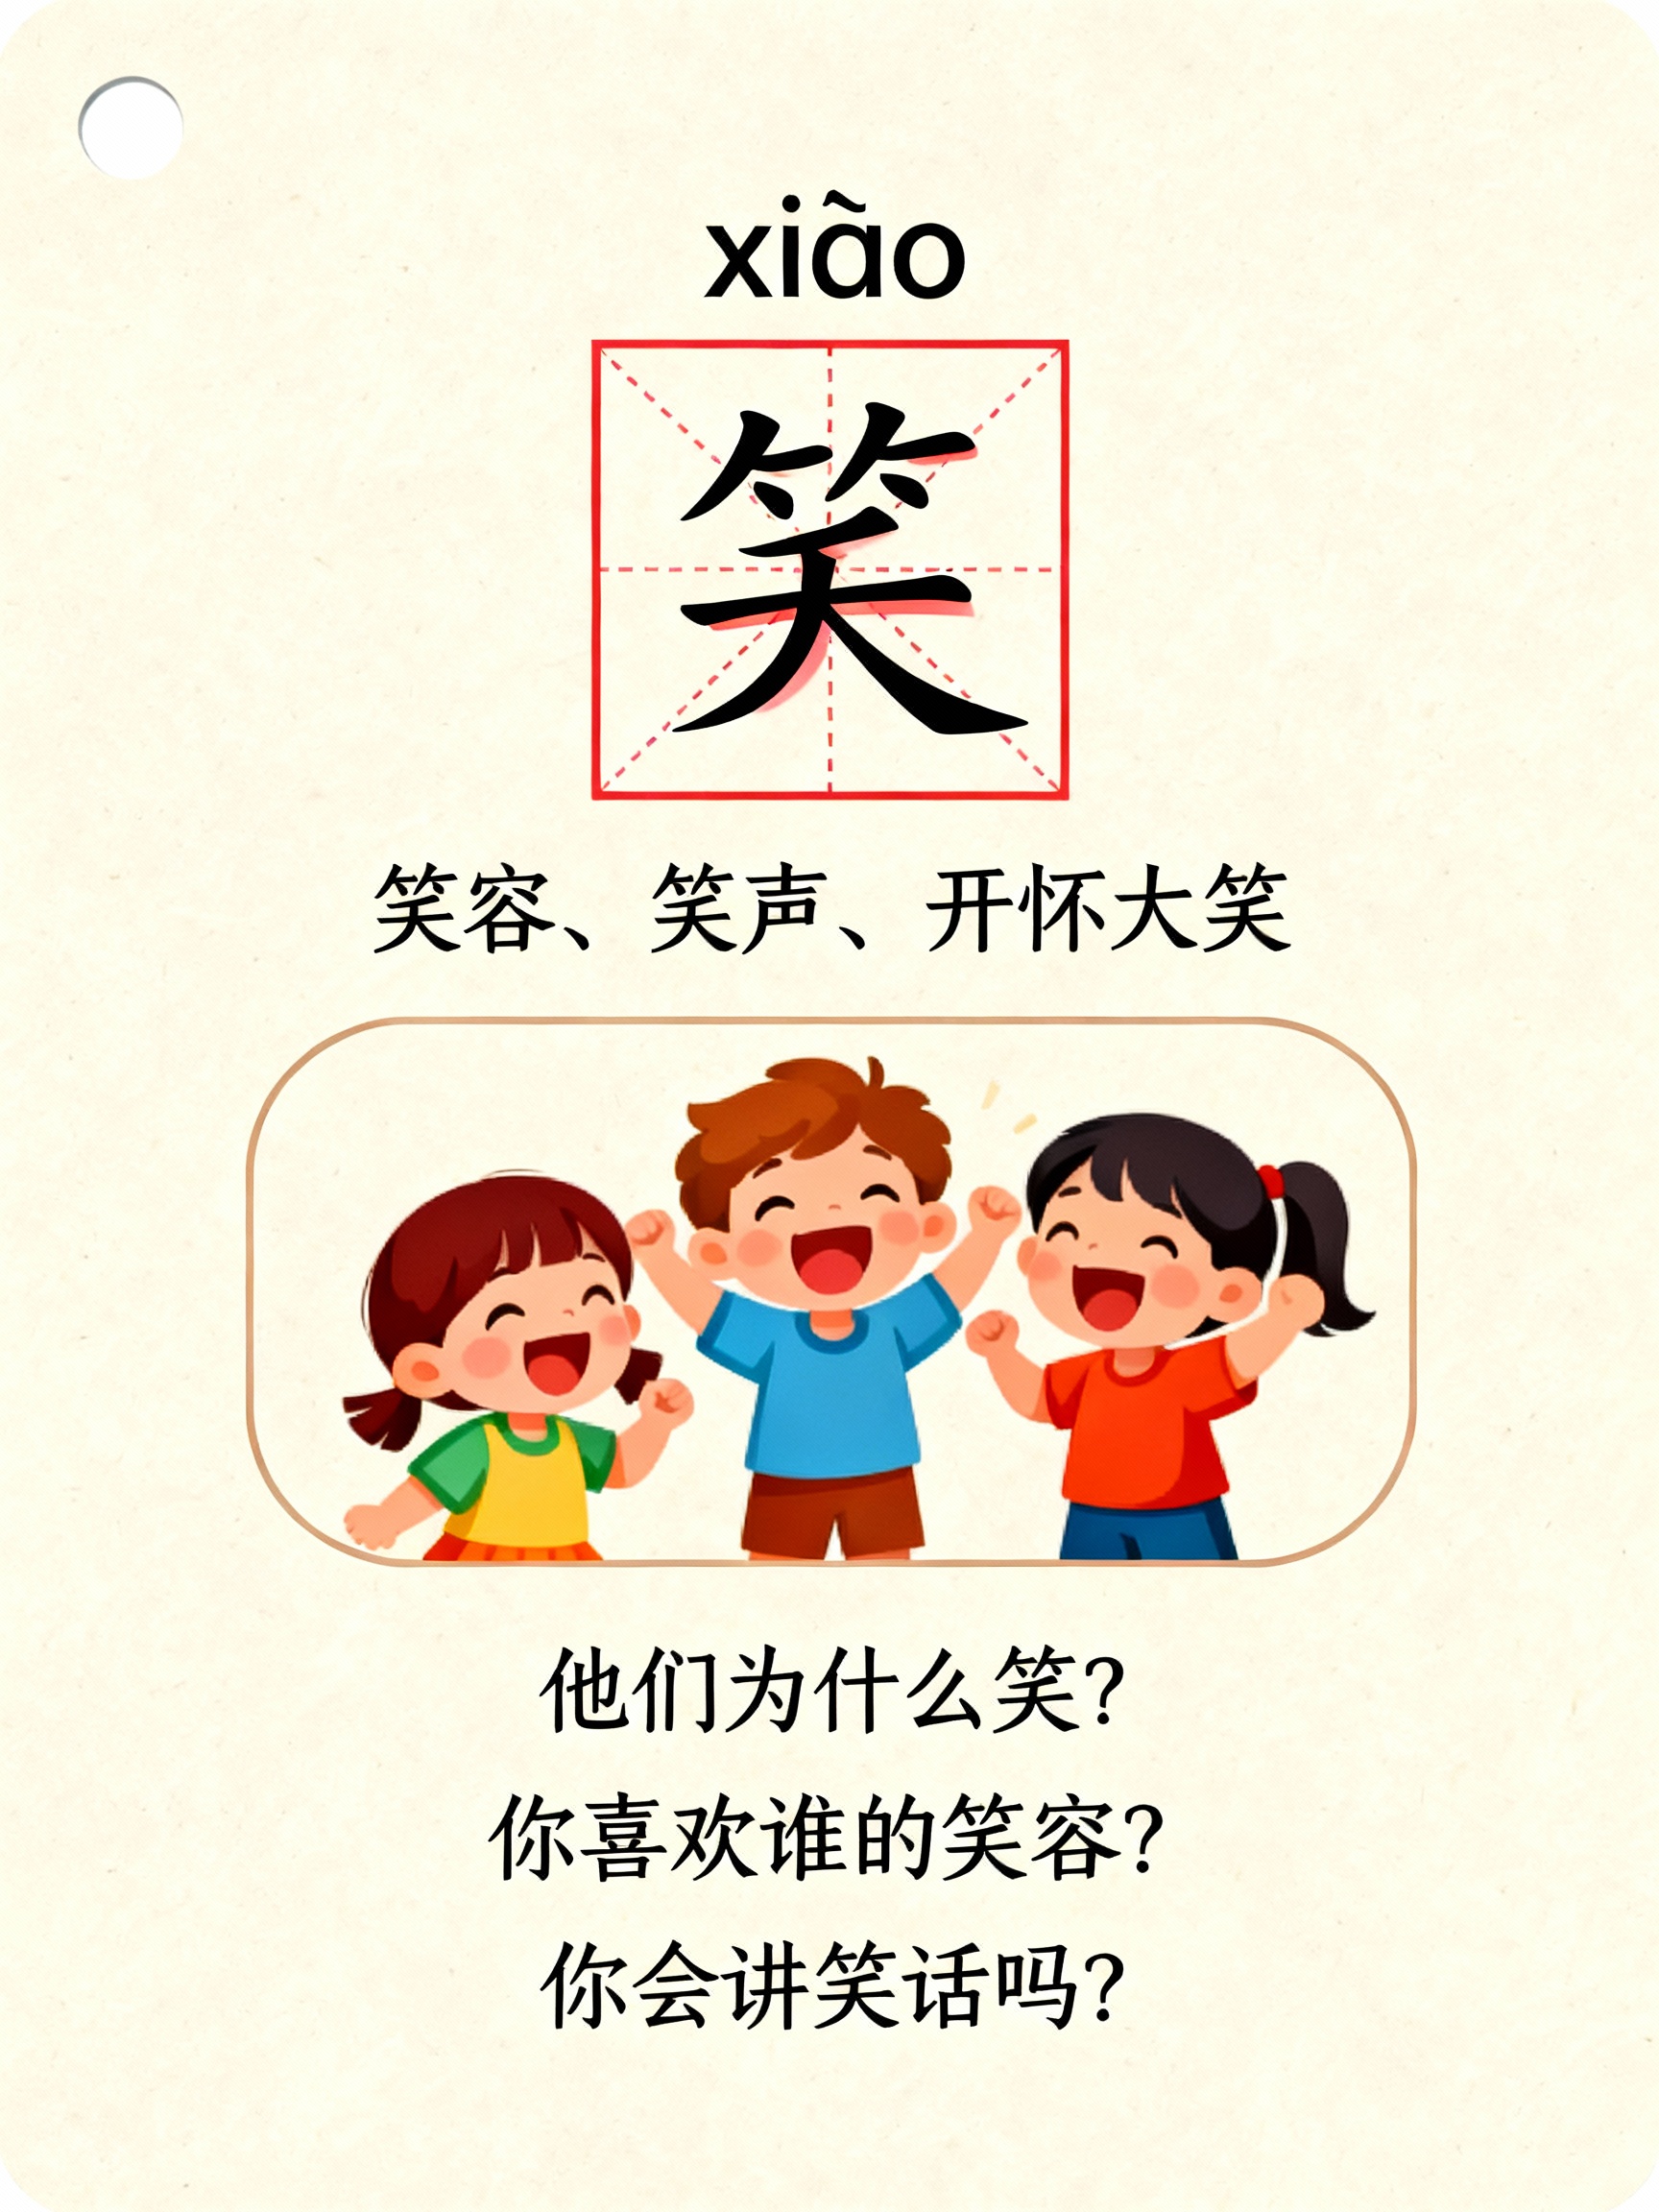 xião
笑
笑容、笑声、开怀大笑
他们为什么笑？
你喜欢谁的笑容？
你会讲笑话吗？